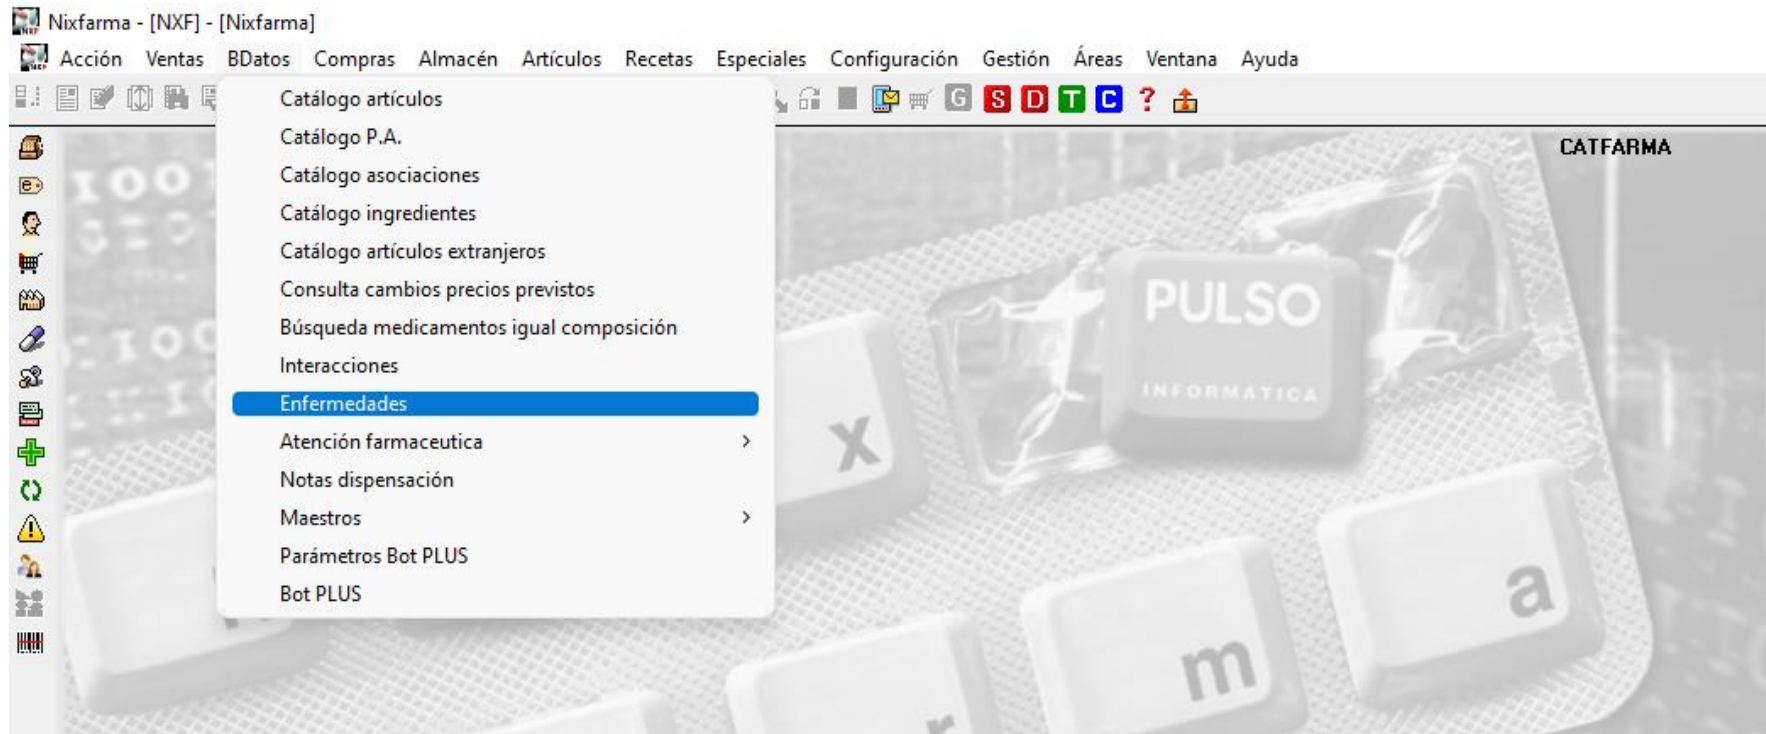 Nixfarma - [NXF] - [Nixfarma]
Acción Ventas BDatos Compras Almacén Artículos Recetas Especiales Configuración Gestión Áreas Ventana Ayuda
G S D T C ?
Catálogo artículos
Catálogo P.A.
CATFARMA
Catálogo asociaciones
Catálogo ingredientes
Catálogo artículos extranjeros
Consulta cambios precios previstos
Búsqueda medicamentos igual composición
Interacciones
Enfermedades
Atención farmaceutica
Notas dispensación
Maestros
Parámetros Bot PLUS
Bot PLUS
PULSO
INFORMATICA
x
a
m
r